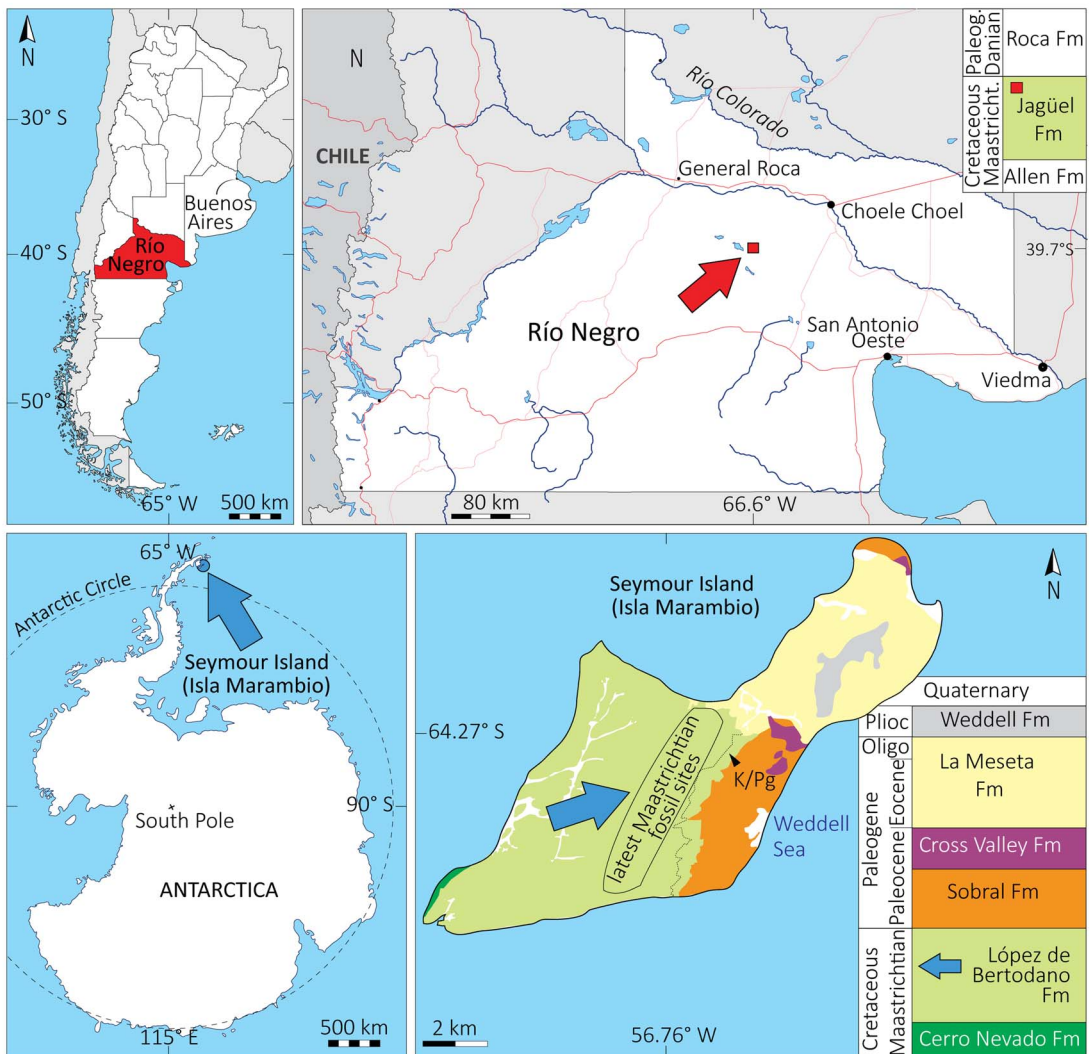 N
30° S
Buenos
Aires
Río
Negro
40° S
50° S
65° W
500 km
N
CHILE
Río Colorado
General Roca
Choele Choel
39.7° S
Río Negro
San Antonio
Oeste
Viedma
80 km
66.6° W
Cretaceous
Paleog.
Maastricht.
Danian
Roca Fm
Jagüel
Fm
Allen Fm
65° W
Antarctic Circle
Seymour Island
(Isla Marambio)
90° S
South Pole
ANTARCTICA
115° E
500 km
Seymour Island
(Isla Marambio)
N
64.27° S
latest Maastrichtian
fossil sites
K/Pg
Weddell
Sea
2 km
56.76° W
Quaternary
Plioc
Weddell Fm
Oligo
La Meseta
Fm
Paleogene
Eocene
Paleocene
Cross Valley Fm
Sobral Fm
Cretaceous
Maastrichtian
López de
Bertodano
Fm
Cerro Nevado Fm